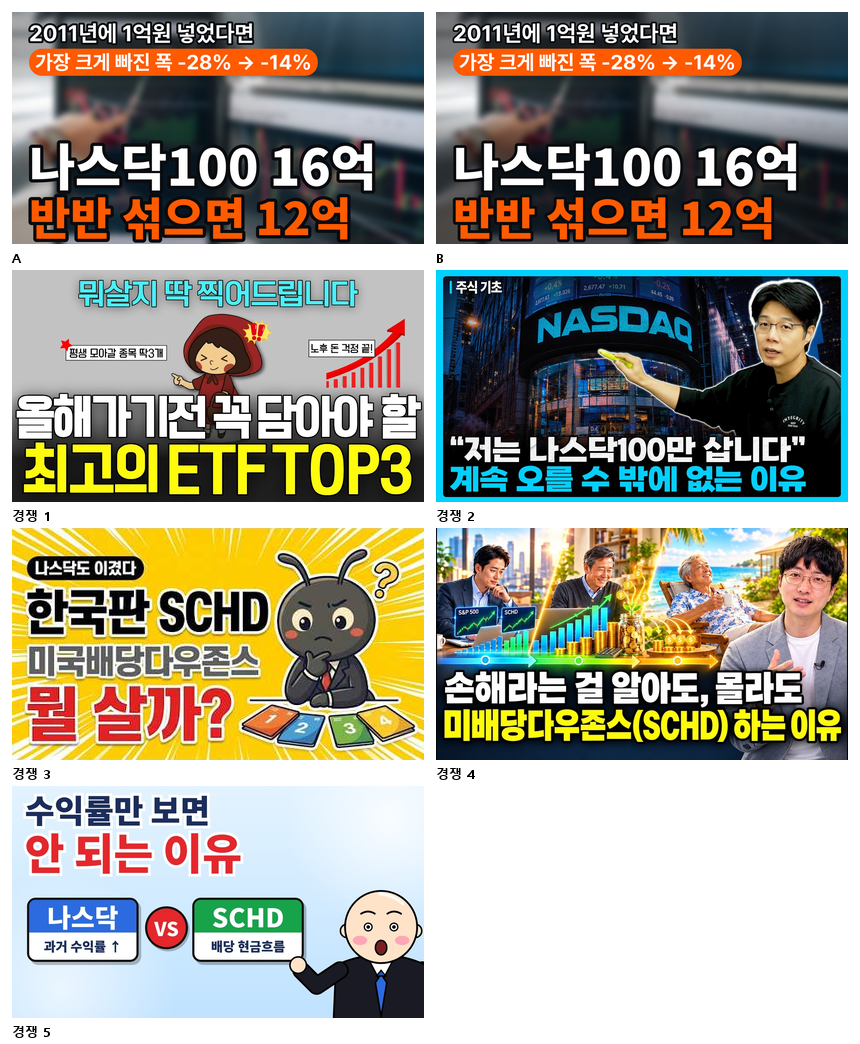 2011년에 1억원 넣었다면
가장 크게 빠진 폭 -28% → -14%
나스닥100 16억
반반 섞으면 12억
A
2011년에 1억원 넣었다면
가장 크게 빠진 폭 -28% → -14%
나스닥100 16억
반반 섞으면 12억
B
뭐살지 딱 찍어드립니다
평생 모아갈 종목 딱3개
노후 돈 걱정 끝!
올해가기전 꼭 담아야 할
최고의 ETF TOP3
경쟁 1
주식 기초
NASDAQ
INTEGRITY
“저는 나스닥100만 삽니다”
계속 오를 수 밖에 없는 이유
경쟁 2
나스닥도 이겼다
한국판 SCHD
미국배당다우존스
뭘 살까?
1 2 3 4
경쟁 3
S&P 500
SCHD
손해라는 걸 알아도, 몰라도
미배당다우존스(SCHD) 하는 이유
경쟁 4
수익률만 보면
안 되는 이유
나스닥 VS SCHD
과거 수익률 ↑ 배당 현금흐름
경쟁 5